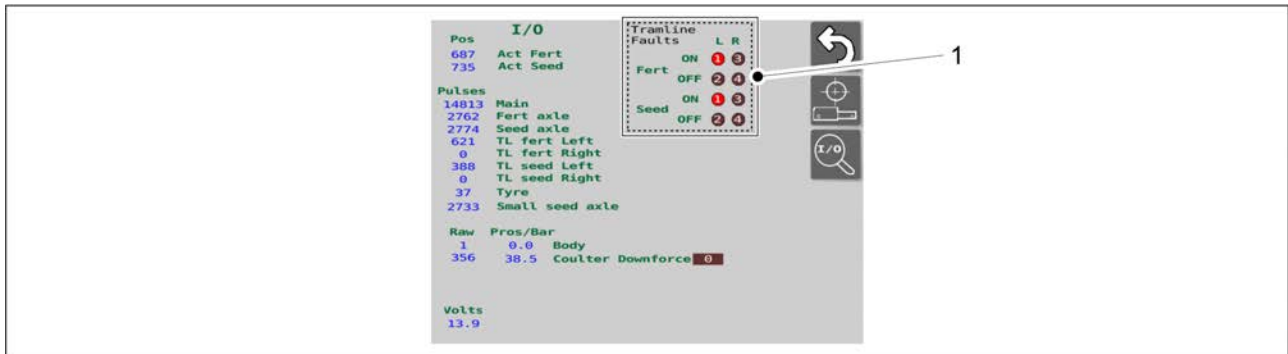 I/O
Pos
687 Act Fert
735 Act Seed
Pulses
14813 Main
2762 Fert axle
2774 Seed axle
621 TL fert Left
0 TL fert Right
388 TL seed Left
0 TL seed Right
37 Tyre
2733 Small seed axle
Raw Pros/Bar
1 0.0 Body
356 38.5 Coulter Downforce 0
Volts
13.9
Tramline
Faults L R
Fert
ON 1 3
OFF 2 4
Seed
ON 1 3
OFF 2 4
I/O
1